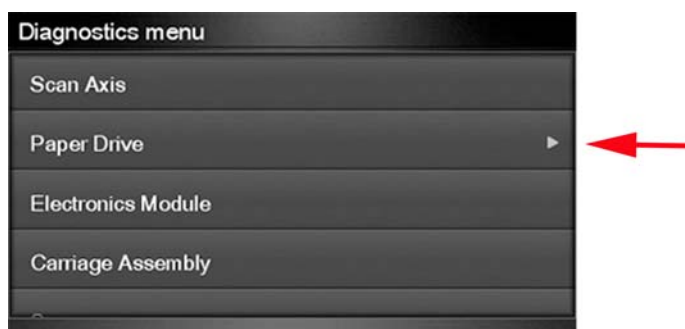 Diagnostics menu
Scan Axis
Paper Drive
Electronics Module
Carriage Assembly